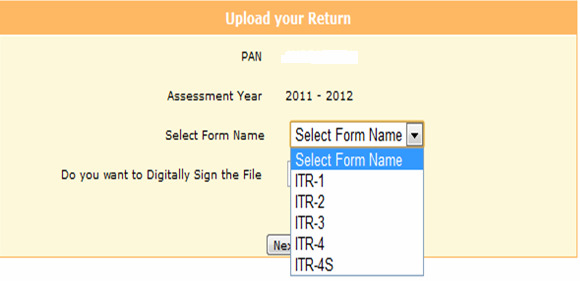 Upload your Return
PAN
Assessment Year 2011 - 2012
Select Form Name Select Form Name
Select Form Name
Do you want to Digitally Sign the File
ITR-1
ITR-2
ITR-3
ITR-4
ITR-4S